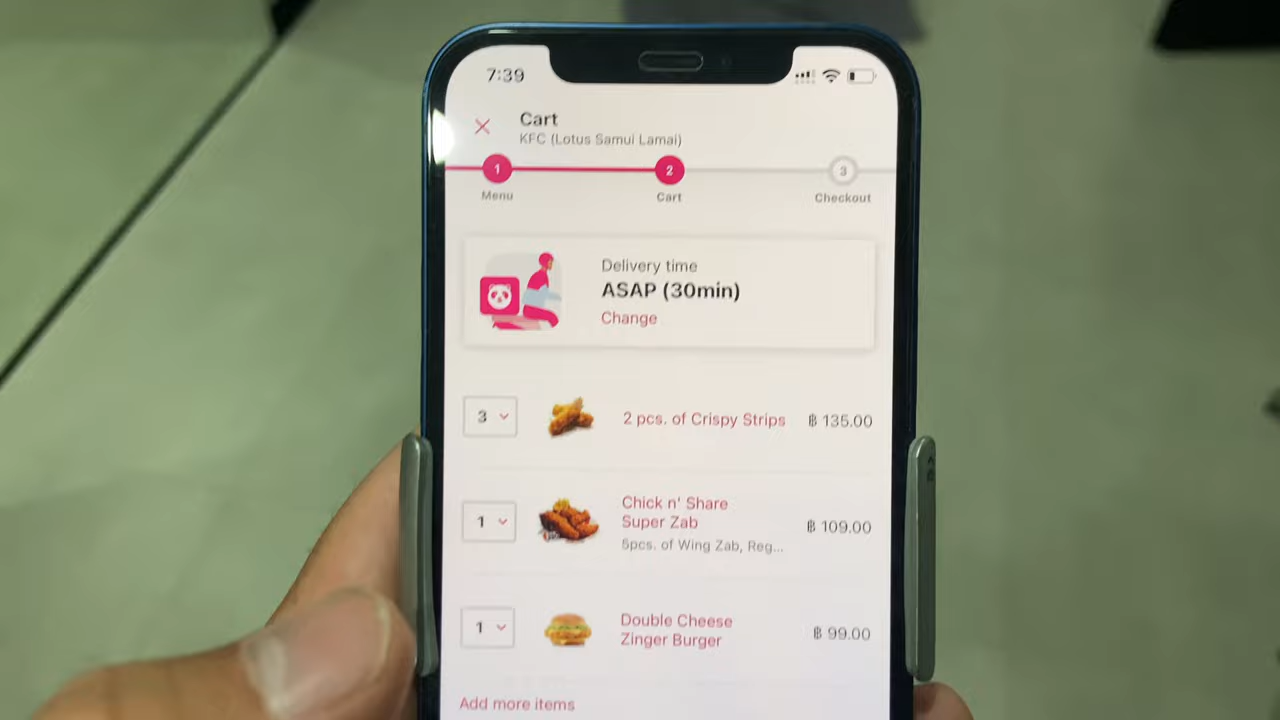 7:39
Cart
KFC (Lotus Samui Lamai)
1
2
3
Menu
Cart
Checkout
Delivery time
ASAP (30min)
Change
3
2 pcs. of Crispy Strips
฿ 135.00
1
Chick n' Share
Super Zab
฿ 109.00
5pcs. of Wing Zab, Reg...
1
Double Cheese
Zinger Burger
฿ 99.00
Add more items